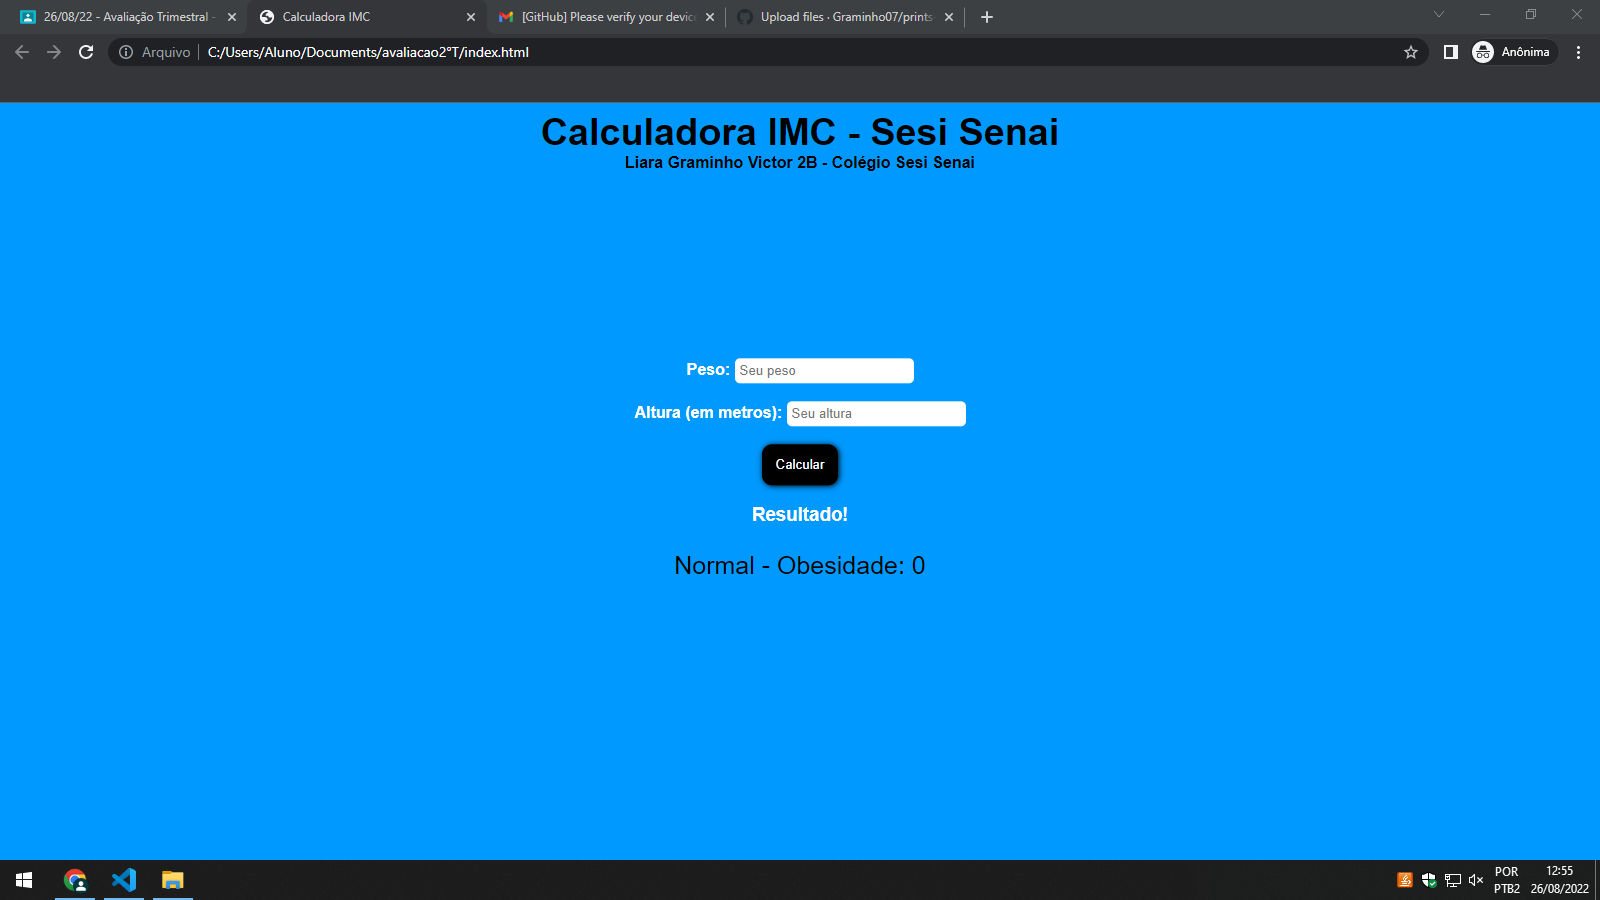 26/08/22 - Avaliação Trimestral -
Calculadora IMC
[GitHub] Please verify your device
Upload files · Graminho07/prints
Arquivo
C:/Users/Aluno/Documents/avaliacao2°T/index.html
Anônima
Calculadora IMC - Sesi Senai
Liara Graminho Victor 2B - Colégio Sesi Senai
Peso: Seu peso
Altura (em metros): Seu altura
Calcular
Resultado!
Normal - Obesidade: 0
POR
PTB2
12:55
26/08/2022